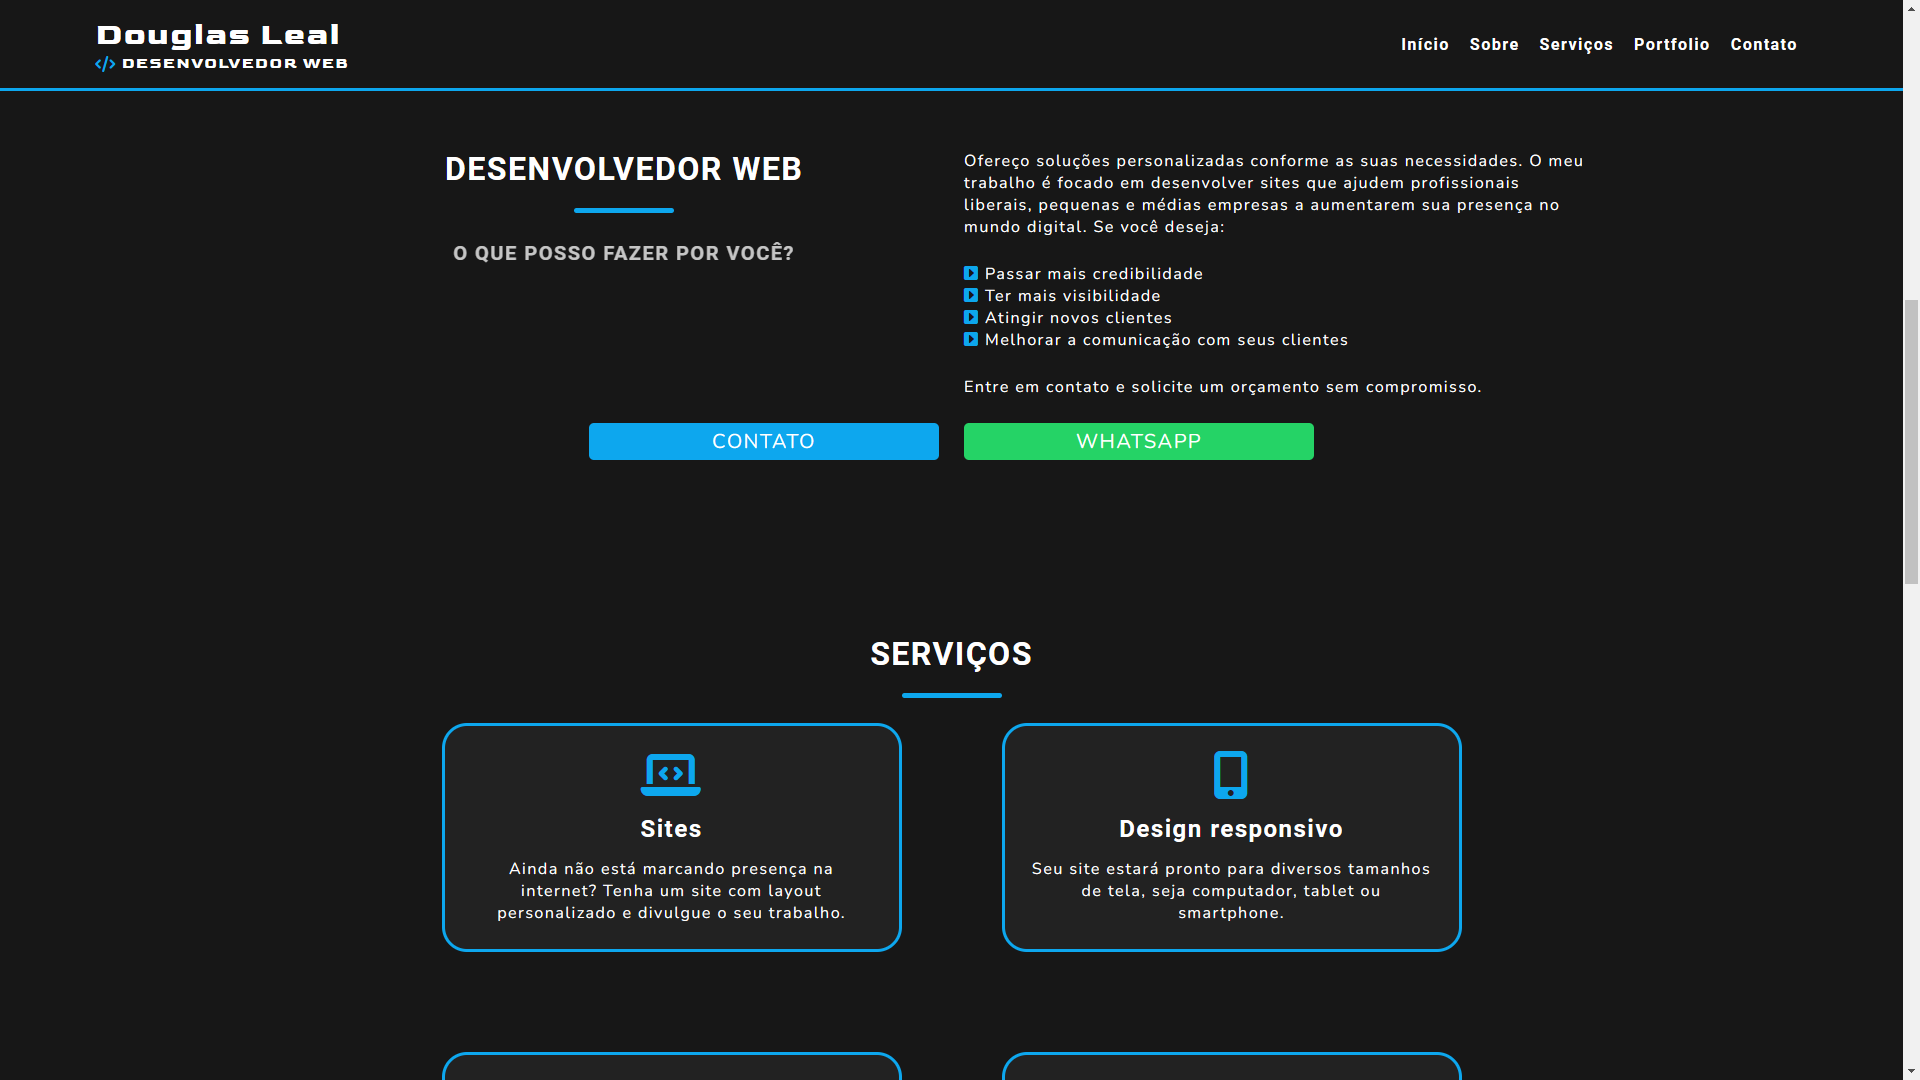 Douglas Leal
DESENVOLVEDOR WEB
Início Sobre Serviços Portfolio Contato
DESENVOLVEDOR WEB
O QUE POSSO FAZER POR VOCÊ?
Ofereço soluções personalizadas conforme as suas necessidades. O meu
trabalho é focado em desenvolver sites que ajudem profissionais
liberais, pequenas e médias empresas a aumentarem sua presença no
mundo digital. Se você deseja:
Passar mais credibilidade
Ter mais visibilidade
Atingir novos clientes
Melhorar a comunicação com seus clientes
Entre em contato e solicite um orçamento sem compromisso.
CONTATO
WHATSAPP
SERVIÇOS
Sites
Ainda não está marcando presença na
internet? Tenha um site com layout
personalizado e divulgue o seu trabalho.
Design responsivo
Seu site estará pronto para diversos tamanhos
de tela, seja computador, tablet ou
smartphone.